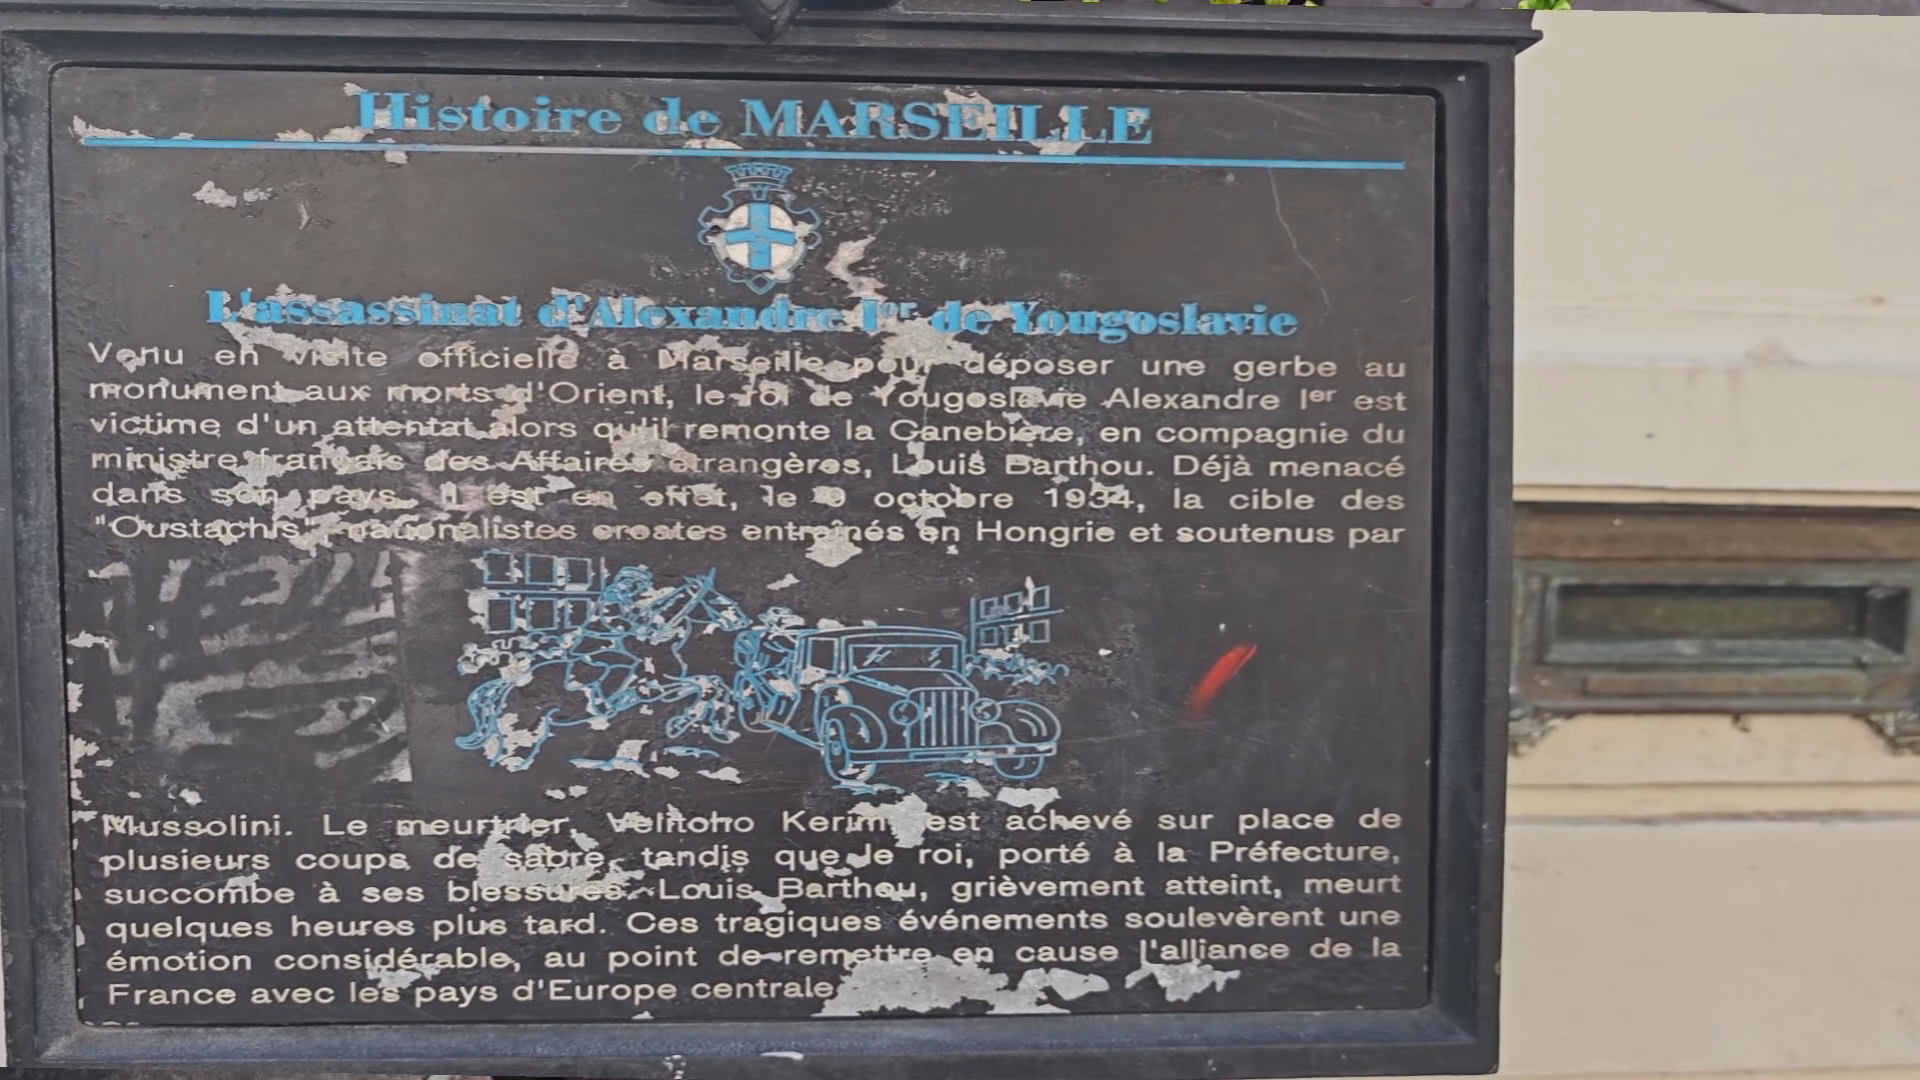 Histoire de MARSEILLE
L'assassinat d'Alexandre Ier de Yougoslavie
Venu en visite officielle à Marseille pour déposer une gerbe au
monument aux morts d'Orient, le roi de Yougoslavie Alexandre Ier est
victime d'un attentat alors qu'il remonte la Canebière, en compagnie du
ministre français des Affaires étrangères, Louis Barthou. Déjà menacé
dans son pays, il est en effet, le 9 octobre 1934, la cible des
"Oustachis", nationalistes croates entraînés en Hongrie et soutenus par
Mussolini. Le meurtrier, Velitcho Kerim, est achevé sur place de
plusieurs coups de sabre, tandis que le roi, porté à la Préfecture,
succombe à ses blessures. Louis Barthou, grièvement atteint, meurt
quelques heures plus tard. Ces tragiques événements soulevèrent une
émotion considérable, au point de remettre en cause l'alliance de la
France avec les pays d'Europe centrale.